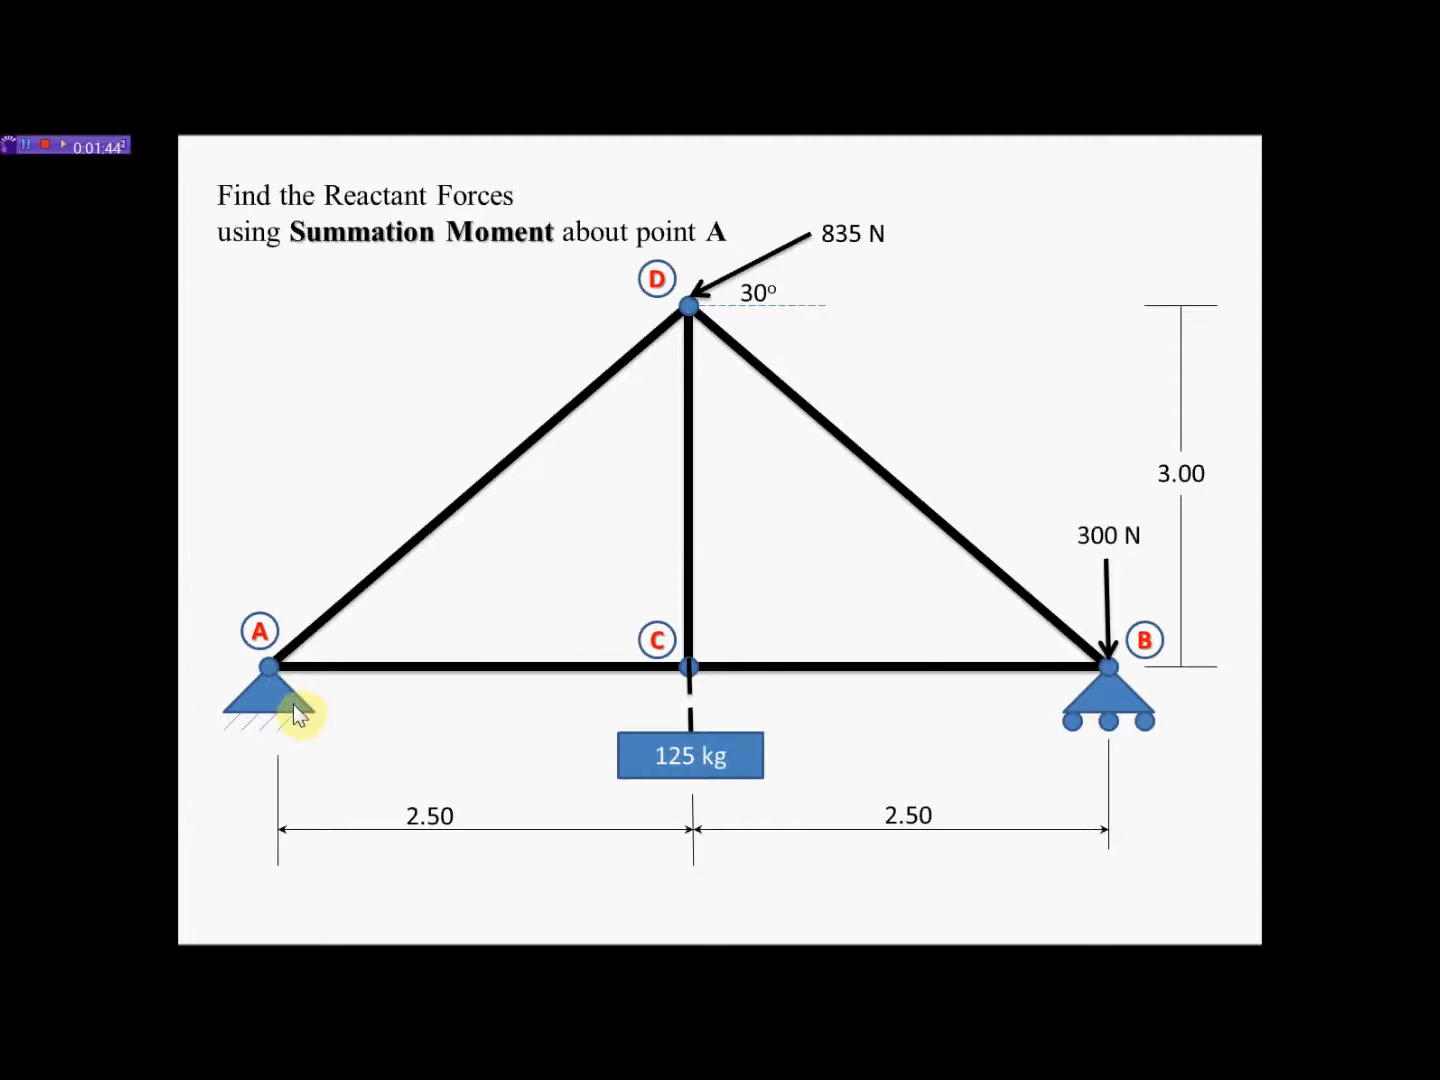 0:01:44
Find the Reactant Forces
using Summation Moment about point A
835 N
D
30°
3.00
300 N
A
C
B
125 kg
2.50
2.50